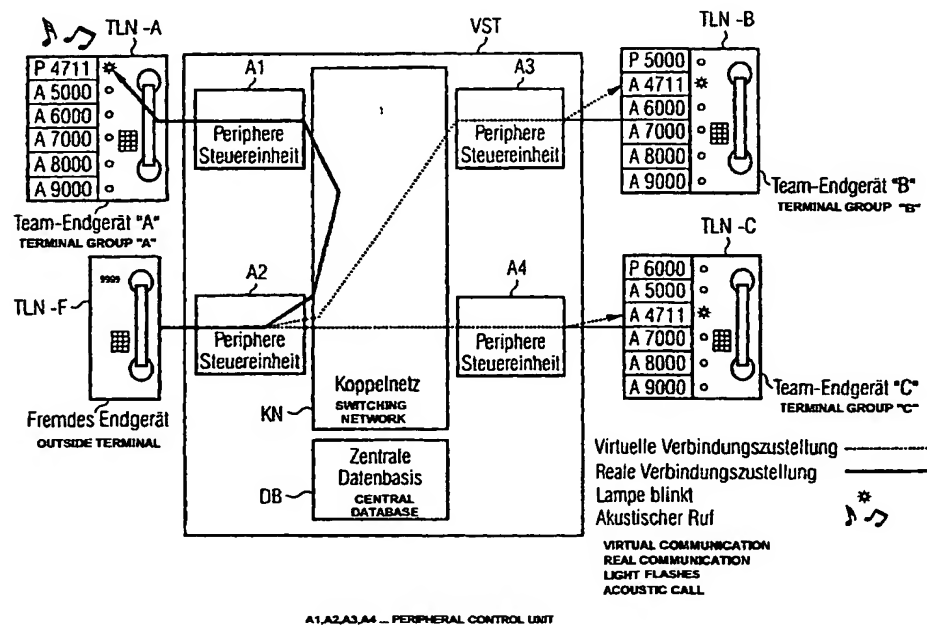 TLN -A
P 4711
A 5000
A 6000
A 7000
A 8000
A 9000
Team-Endgerät "A"
TERMINAL GROUP "A"
TLN -F
9909
Fremdes Endgerät
OUTSIDE TERMINAL
VST
A1
Periphere
Steuereinheit
A2
Periphere
Steuereinheit
A3
Periphere
Steuereinheit
A4
Periphere
Steuereinheit
Koppelnetz
SWITCHING
NETWORK
KN
Zentrale
Datenbasis
CENTRAL
DATABASE
DB
TLN -B
P 5000
A 4711
A 6000
A 7000
A 8000
A 9000
Team-Endgerät "B"
TERMINAL GROUP "B"
TLN -C
P 6000
A 5000
A 4711
A 7000
A 8000
A 9000
Team-Endgerät "C"
TERMINAL GROUP "C"
Virtuelle Verbindungszustellung
Reale Verbindungszustellung
Lampe blinkt
Akustischer Ruf
VIRTUAL COMMUNICATION
REAL COMMUNICATION
LIGHT FLASHES
ACOUSTIC CALL
A1,A2,A3,A4 ... PERIPHERAL CONTROL UNIT